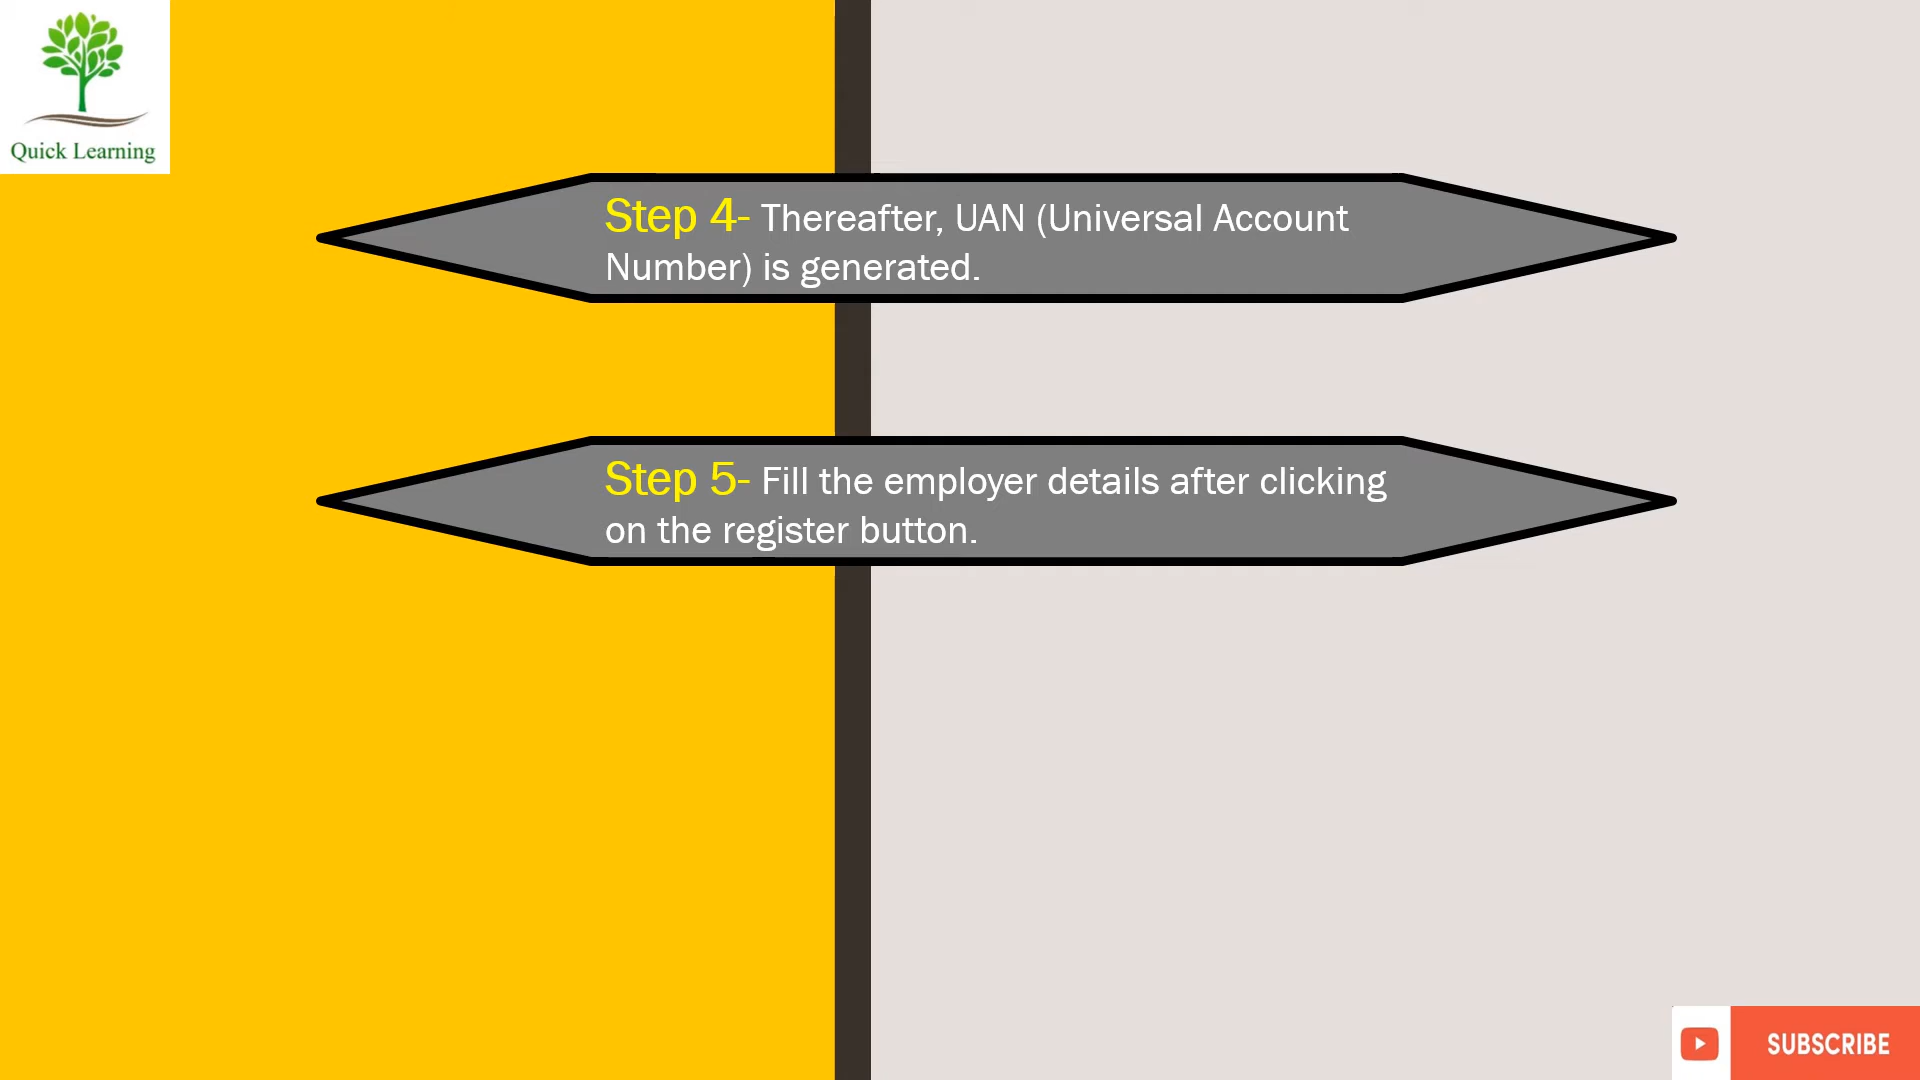 Quick Learning
Step 4- Thereafter, UAN (Universal Account
Number) is generated.
Step 5- Fill the employer details after clicking
on the register button.
SUBSCRIBE